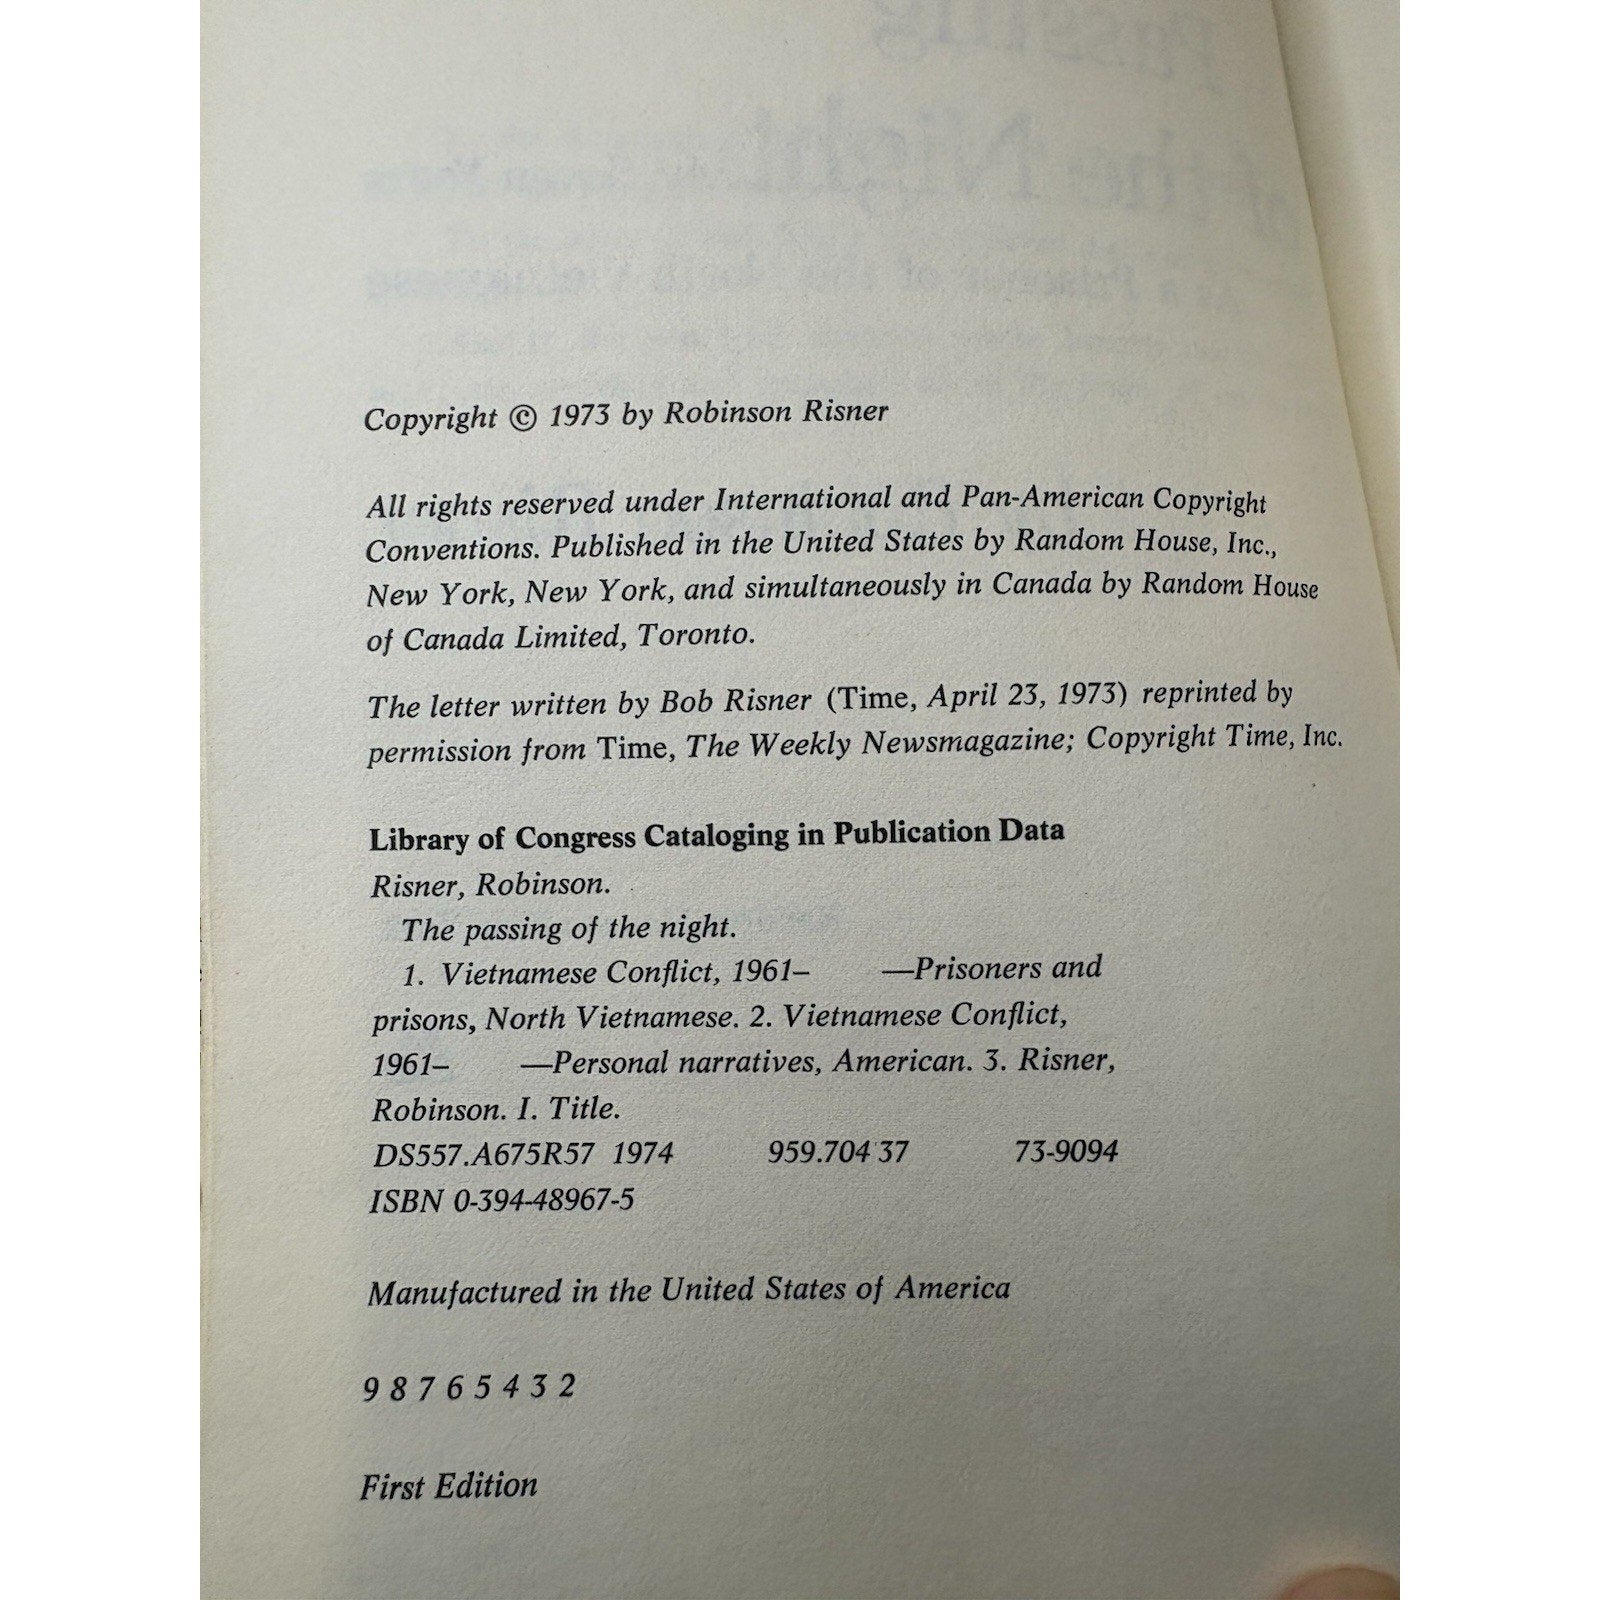 Copyright © 1973 by Robinson Risner
All rights reserved under International and Pan-American Copyright
Conventions. Published in the United States by Random House, Inc.,
New York, New York, and simultaneously in Canada by Random House
of Canada Limited, Toronto.
The letter written by Bob Risner (Time, April 23, 1973) reprinted by
permission from Time, The Weekly Newsmagazine; Copyright Time, Inc.
Library of Congress Cataloging in Publication Data
Risner, Robinson.
The passing of the night.
1. Vietnamese Conflict, 1961– —Prisoners and
prisons, North Vietnamese. 2. Vietnamese Conflict,
1961– —Personal narratives, American. 3. Risner,
Robinson. I. Title.
DS557.A675R57 1974 959.704'37 73-9094
ISBN 0-394-48967-5
Manufactured in the United States of America
9 8 7 6 5 4 3 2
First Edition